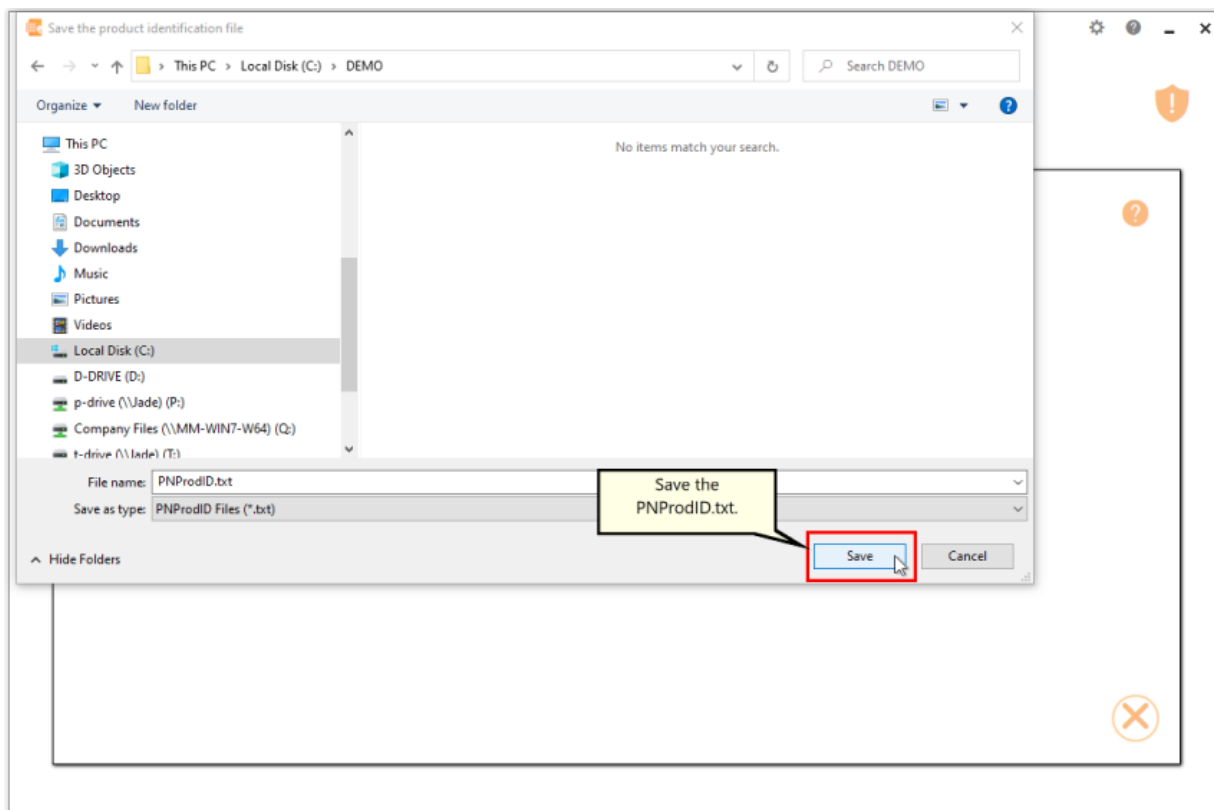 Save the product identification file
This PC > Local Disk (C:) > DEMO
Search DEMO
Organize
New folder
This PC
No items match your search.
3D Objects
Desktop
Documents
Downloads
Music
Pictures
Videos
Local Disk (C:)
D-DRIVE (D:)
p-drive (\\Jade) (P:)
Company Files (\\MM-WIN7-W64) (Q:)
t-drive (\\Jade) (T:)
File name: PNProdID.txt
Save as type: PNProdID Files (*.txt)
Save the
PNProdID.txt.
Hide Folders
Save
Cancel